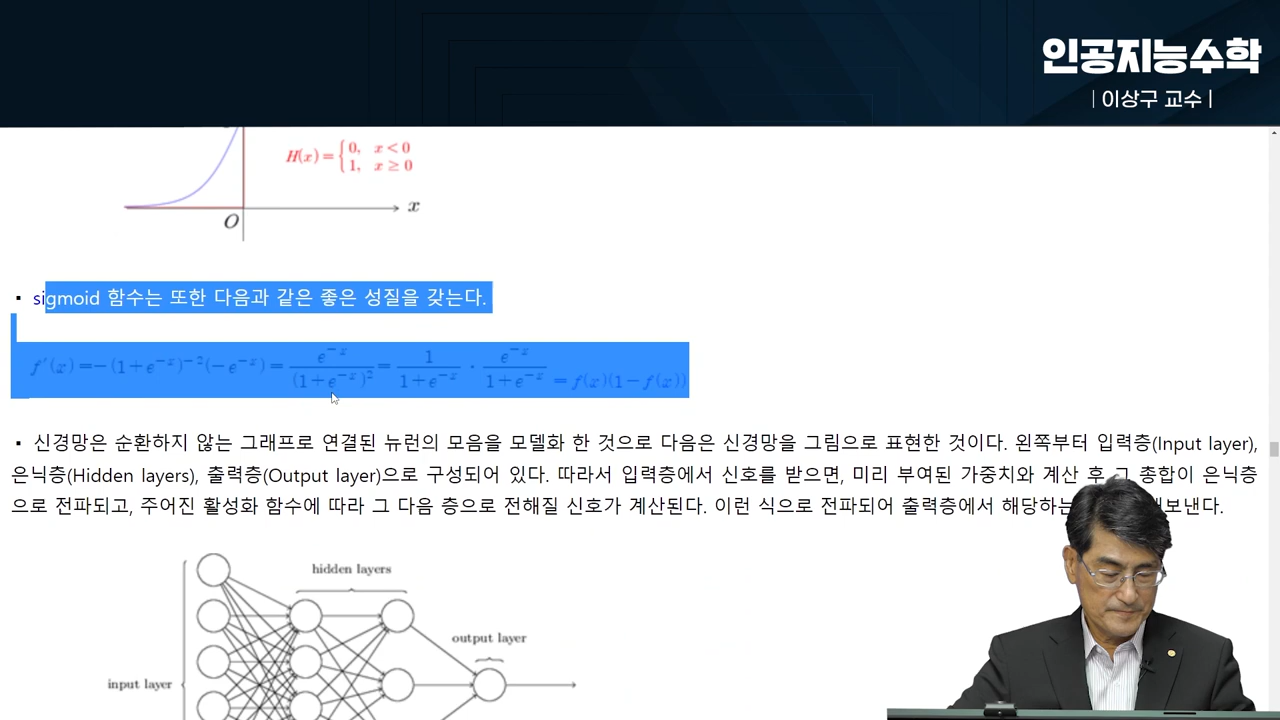 인공지능수학
| 이상구 교수 |
H(x) = { 0, x < 0
1, x ≥ 0
x
O
▪ sigmoid 함수는 또한 다음과 같은 좋은 성질을 갖는다.
f′(x) = −(1+e^{−x})^{−2}(−e^{−x}) = e^{−x}/(1+e^{−x})^2 = 1/(1+e^{−x}) · e^{−x}/(1+e^{−x}) = f(x)(1−f(x))
▪ 신경망은 순환하지 않는 그래프로 연결된 뉴런의 모음을 모델화 한 것으로 다음은 신경망을 그림으로 표현한 것이다. 왼쪽부터 입력층(Input layer),
은닉층(Hidden layers), 출력층(Output layer)으로 구성되어 있다. 따라서 입력층에서 신호를 받으면, 미리 부여된 가중치와 계산 후 그 총합이 은닉층
으로 전파되고, 주어진 활성화 함수에 따라 그 다음 층으로 전해질 신호가 계산된다. 이런 식으로 전파되어 출력층에서 해당하는 보낸다.
hidden layers
output layer
input layer